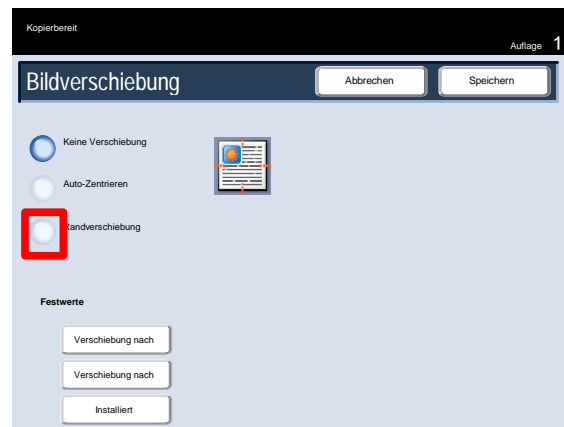 Kopierbereit
Auflage 1
Bildverschiebung
Abbrechen
Speichern
Keine Verschiebung
Auto-Zentrieren
Randverschiebung
Festwerte
Verschiebung nach
Verschiebung nach
Installiert